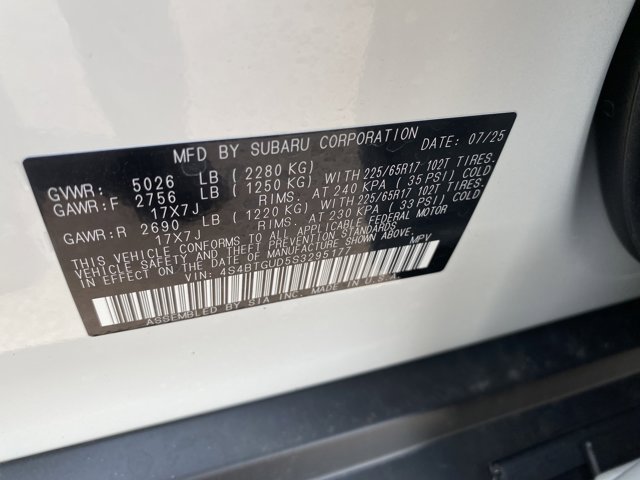 MFD BY SUBARU CORPORATION DATE: 07/25
GVWR: 5026 LB (2280 KG)
GAWR:F 2756 LB (1250 KG) WITH 225/65R17 102T TIRES.
17X7J RIMS. AT 240 KPA (35 PSI) COLD
GAWR:R 2690 LB (1220 KG) WITH 225/65R17 102T TIRES.
17X7J RIMS. AT 230 KPA (33 PSI) COLD
THIS VEHICLE CONFORMS TO ALL APPLICABLE FEDERAL MOTOR
VEHICLE SAFETY AND THEFT PREVENTION STANDARDS
IN EFFECT ON THE DATE OF MANUFACTURE SHOWN ABOVE.
VIN: MPV
ASSEMBLED BY SIA INC. MADE IN U.S.A.